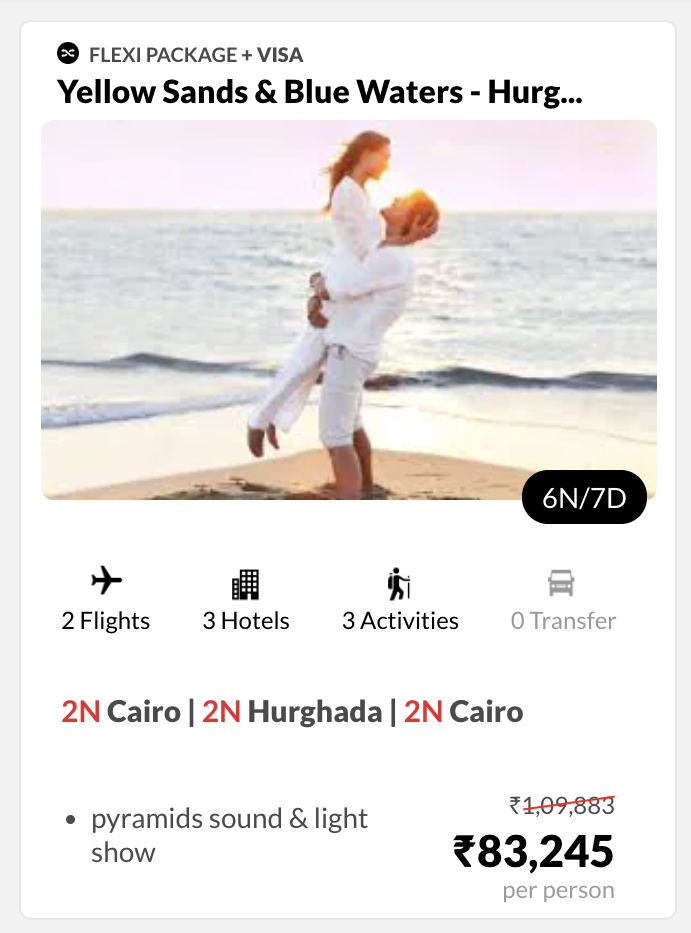 FLEXI PACKAGE + VISA
Yellow Sands & Blue Waters - Hurg...
6N/7D
2 Flights
3 Hotels
3 Activities
0 Transfer
2N Cairo | 2N Hurghada | 2N Cairo
• pyramids sound & light
show
₹1,09,883
₹83,245
per person